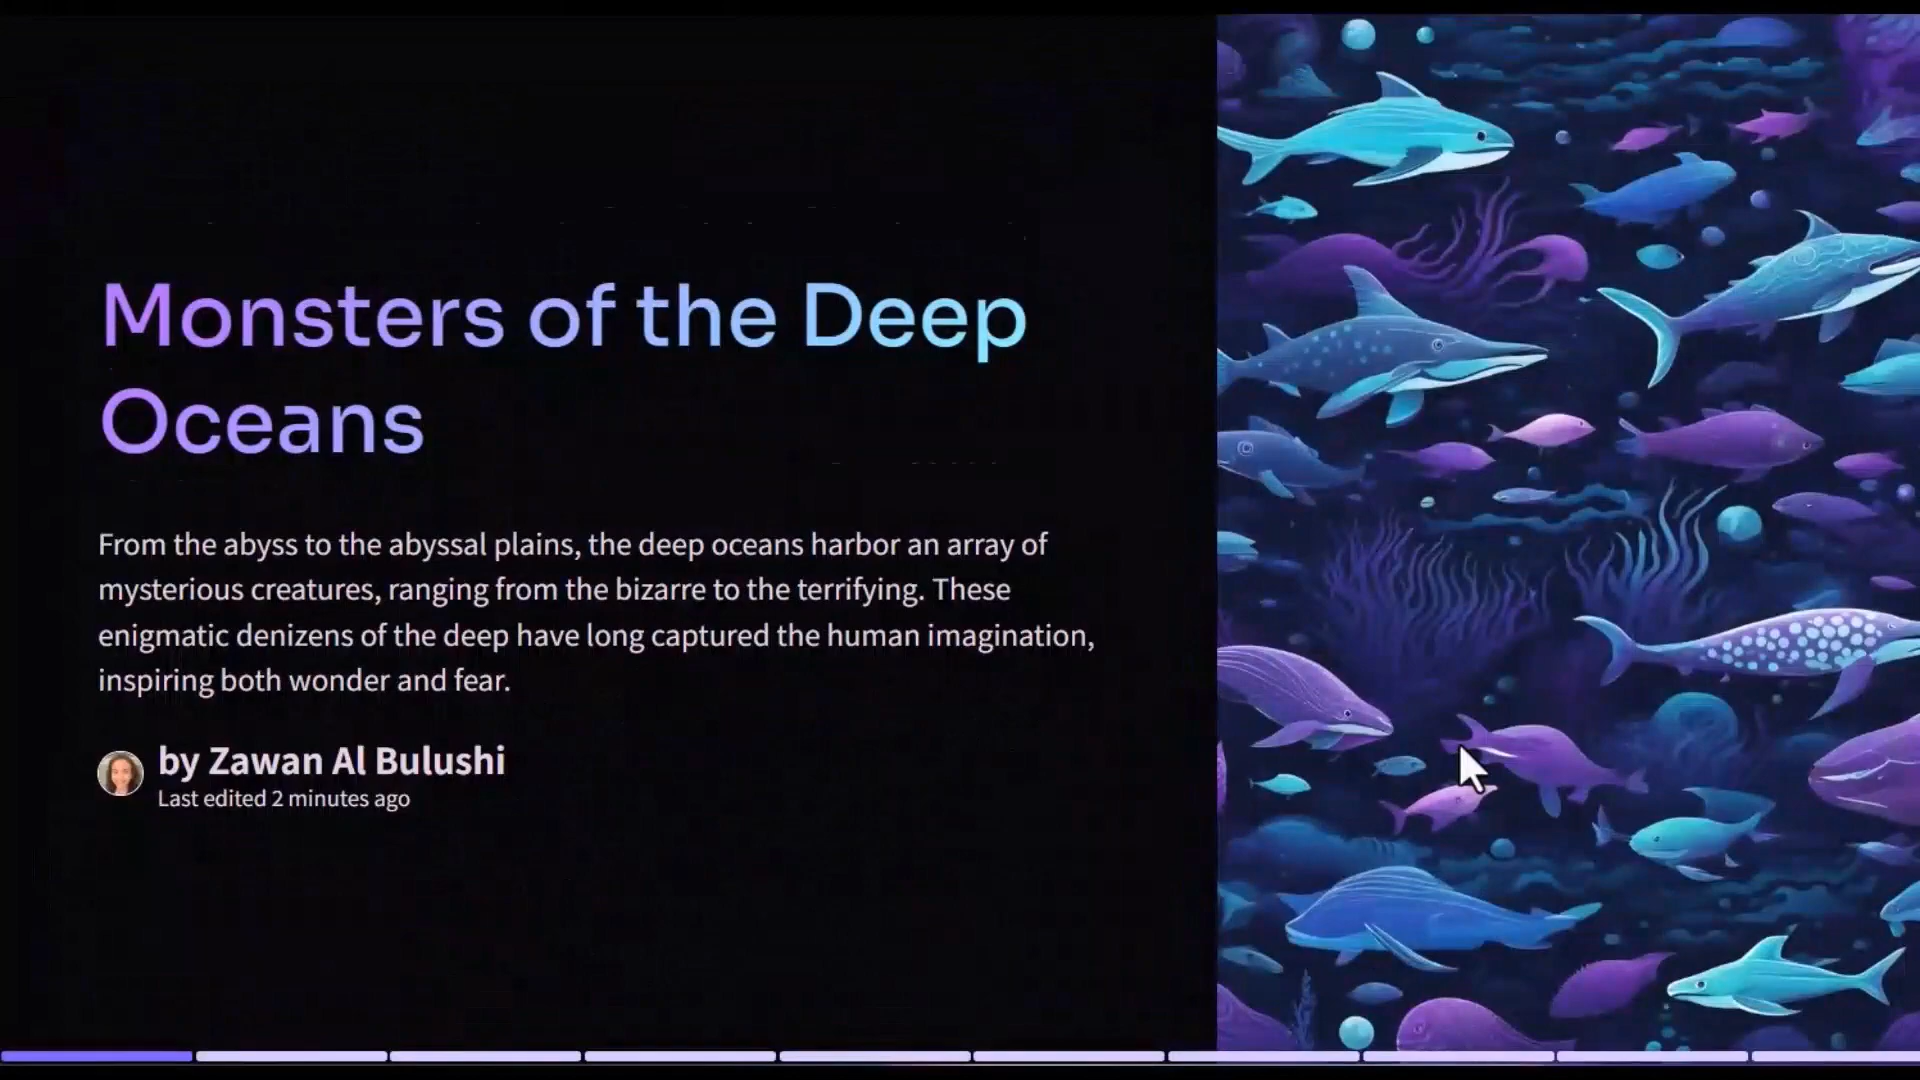 Monsters of the Deep
Oceans
From the abyss to the abyssal plains, the deep oceans harbor an array of
mysterious creatures, ranging from the bizarre to the terrifying. These
enigmatic denizens of the deep have long captured the human imagination,
inspiring both wonder and fear.
by Zawan Al Bulushi
Last edited 2 minutes ago